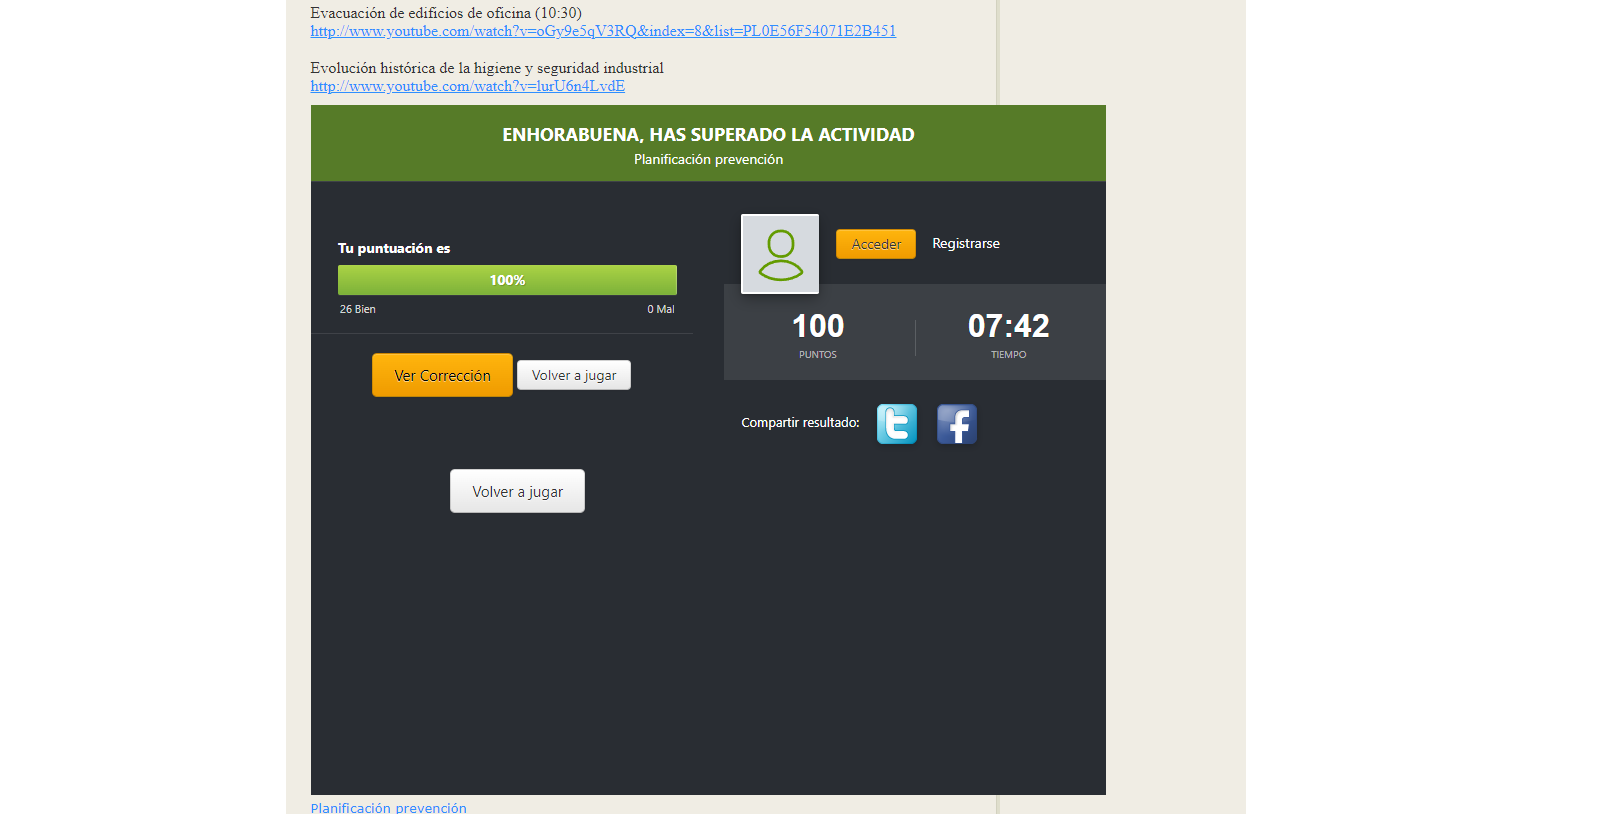 Evacuación de edificios de oficina (10:30)
http://www.youtube.com/watch?v=oGy9e5qV3RQ&index=8&list=PL0E56F54071E2B451
Evolución histórica de la higiene y seguridad industrial
http://www.youtube.com/watch?v=lurU6n4LvdE
ENHORABUENA, HAS SUPERADO LA ACTIVIDAD
Planificación prevención
Tu puntuación es
100%
26 Bien
0 Mal
Ver Corrección
Volver a jugar
Volver a jugar
Acceder
Registrarse
100
PUNTOS
07:42
TIEMPO
Compartir resultado:
Planificación prevención